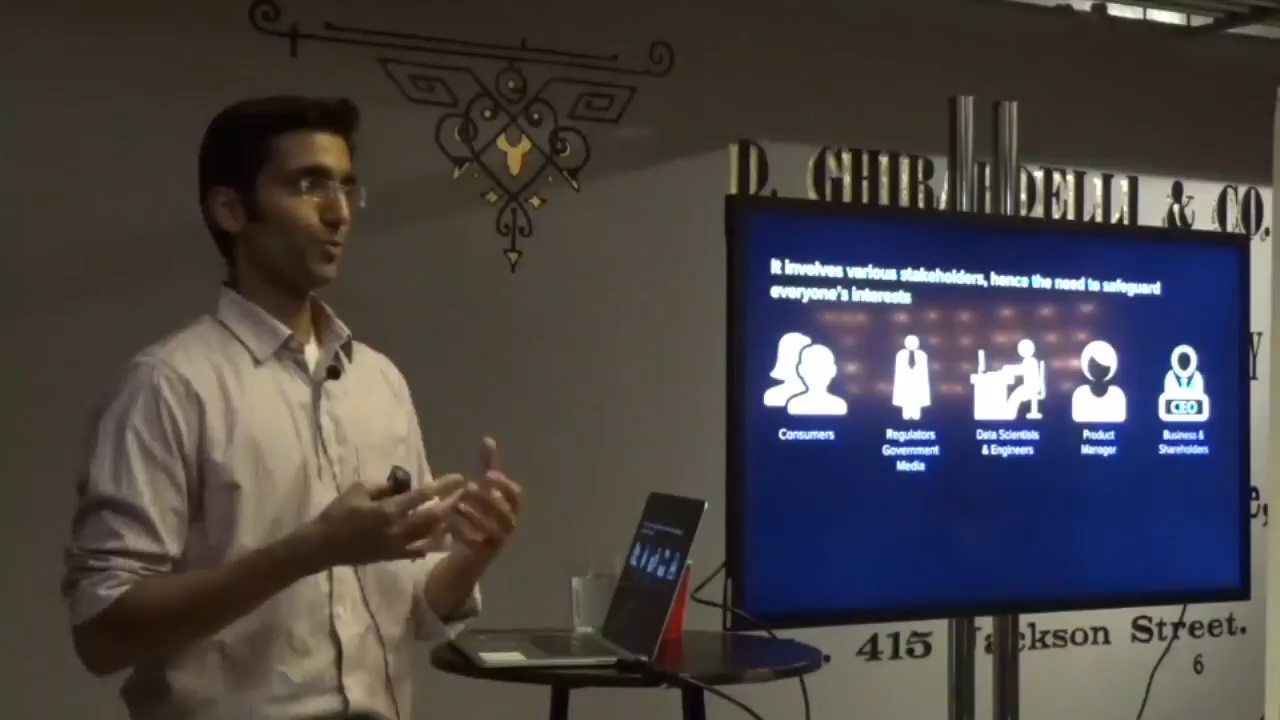 D. GHIRARDELLI & CO.
It involves various stakeholders, hence the need to safeguard
everyone's interests
CEO
Consumers
Regulators
Government
Media
Data Scientists
& Engineers
Product
Manager
Business &
Shareholders
415 Jackson Street.
6